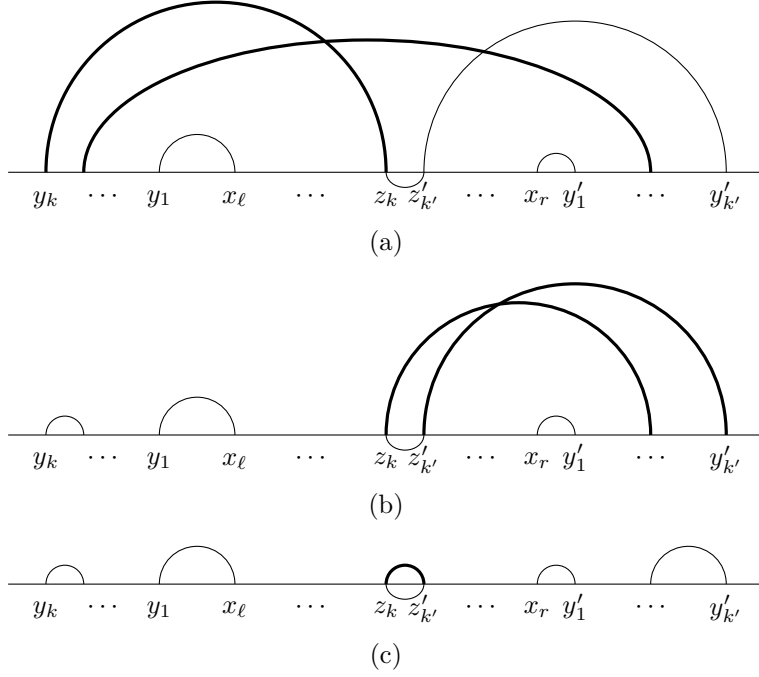 y_k ⋯ y_1 x_ℓ ⋯ z_k z'_{k'} ⋯ x_r y'_1 ⋯ y'_{k'}
(a)
y_k ⋯ y_1 x_ℓ ⋯ z_k z'_{k'} ⋯ x_r y'_1 ⋯ y'_{k'}
(b)
y_k ⋯ y_1 x_ℓ ⋯ z_k z'_{k'} ⋯ x_r y'_1 ⋯ y'_{k'}
(c)